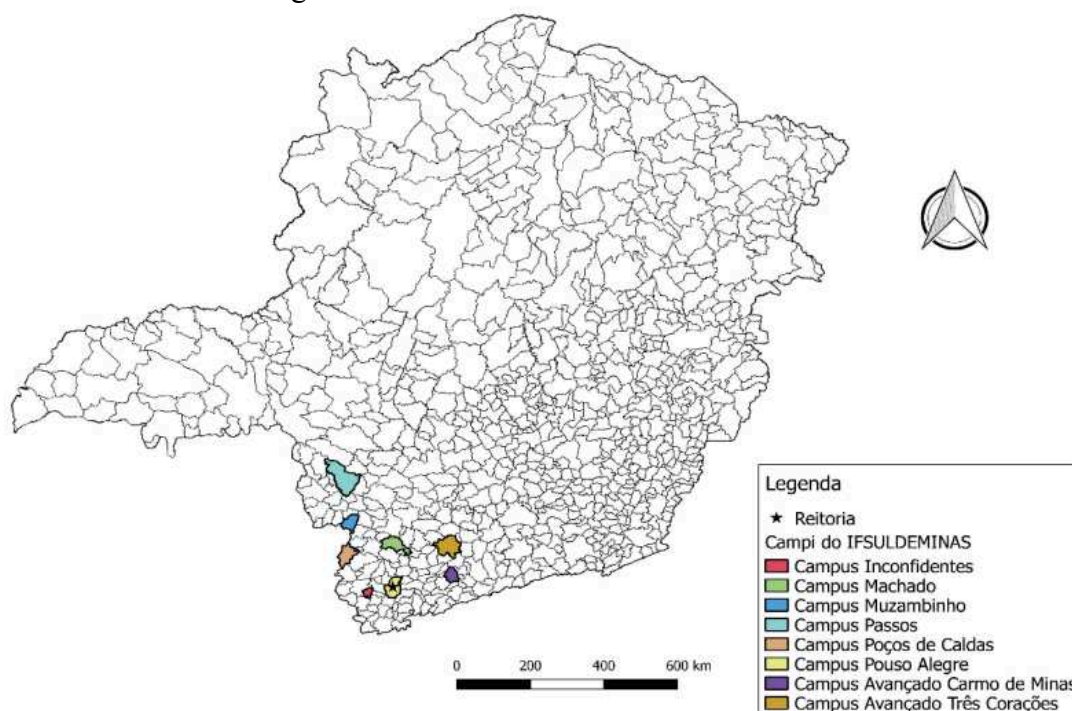 Legenda
Reitoria
Campi do IFSULDEMINAS
Campus Inconfidentes
Campus Machado
Campus Muzambinho
Campus Passos
Campus Poços de Caldas
Campus Pouso Alegre
Campus Avançado Carmo de Minas
Campus Avançado Três Corações
0 200 400 600 km